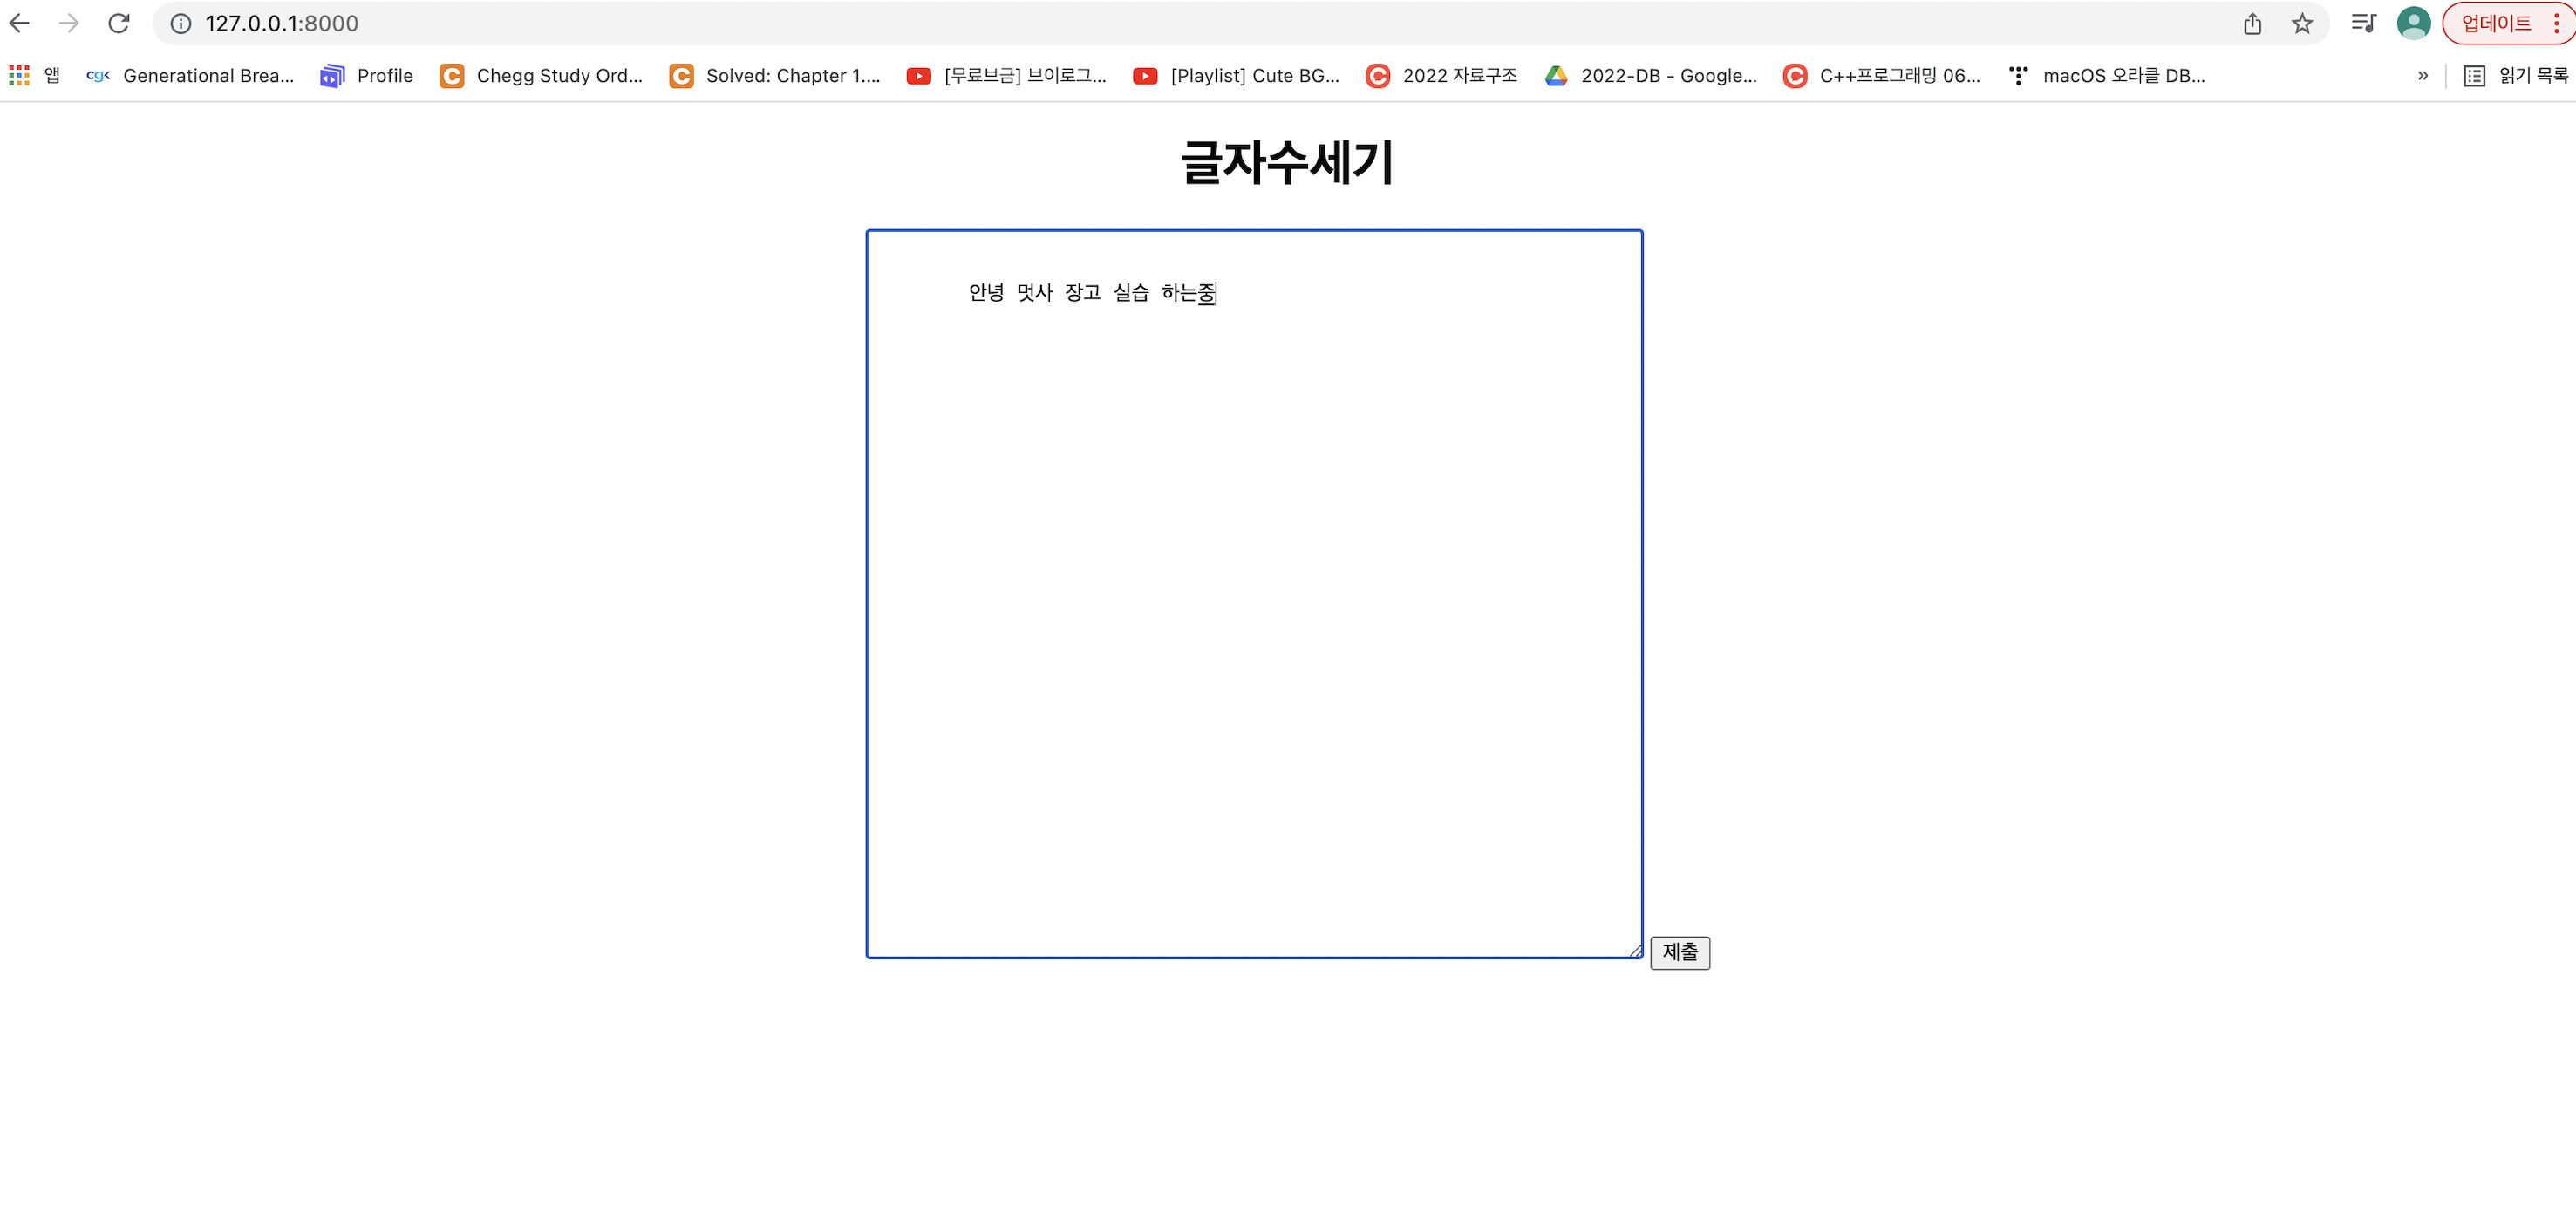 127.0.0.1:8000
업데이트
앱 cgk Generational Brea... Profile Chegg Study Ord... Solved: Chapter 1.... [무료브금] 브이로그... [Playlist] Cute BG... 2022 자료구조 2022-DB - Google... C++프로그래밍 06... macOS 오라클 DB... » 읽기 목록
글자수세기
안녕 멋사 장고 실습 하는중
제출